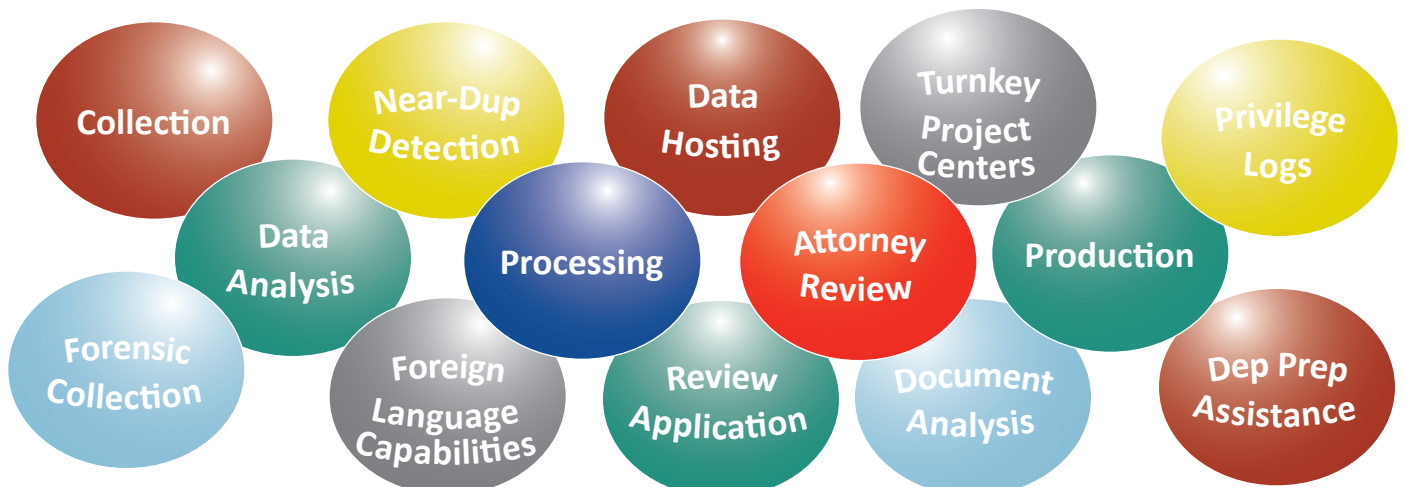 Collection
Near-Dup
Detection
Data
Hosting
Turnkey
Project
Centers
Privilege
Logs
Data
Analysis
Processing
Attorney
Review
Production
Forensic
Collection
Foreign
Language
Capabilities
Review
Application
Document
Analysis
Dep Prep
Assistance